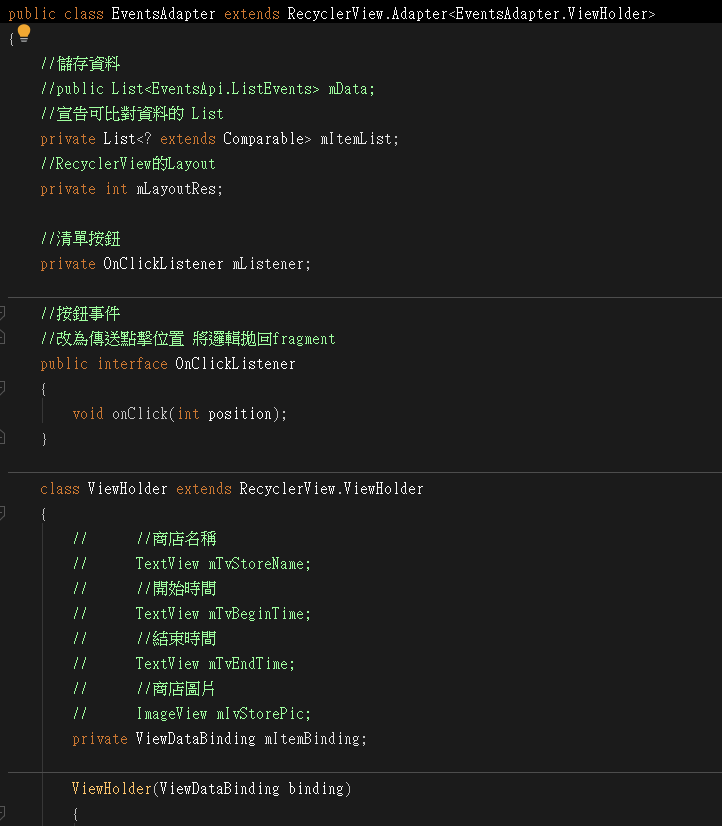 public class EventsAdapter extends RecyclerView.Adapter<EventsAdapter.ViewHolder>
{
//儲存資料
//public List<EventsApi.ListEvents> mData;
//宣告可比對資料的 List
private List<? extends Comparable> mItemList;
//RecyclerView的Layout
private int mLayoutRes;
//清單按鈕
private OnClickListener mListener;
//按鈕事件
//改為傳送點擊位置 將邏輯拋回fragment
public interface OnClickListener
{
void onClick(int position);
}
class ViewHolder extends RecyclerView.ViewHolder
{
// //商店名稱
// TextView mTvStoreName;
// //開始時間
// TextView mTvBeginTime;
// //結束時間
// TextView mTvEndTime;
// //商店圖片
// ImageView mIvStorePic;
private ViewDataBinding mItemBinding;
ViewHolder(ViewDataBinding binding)
{